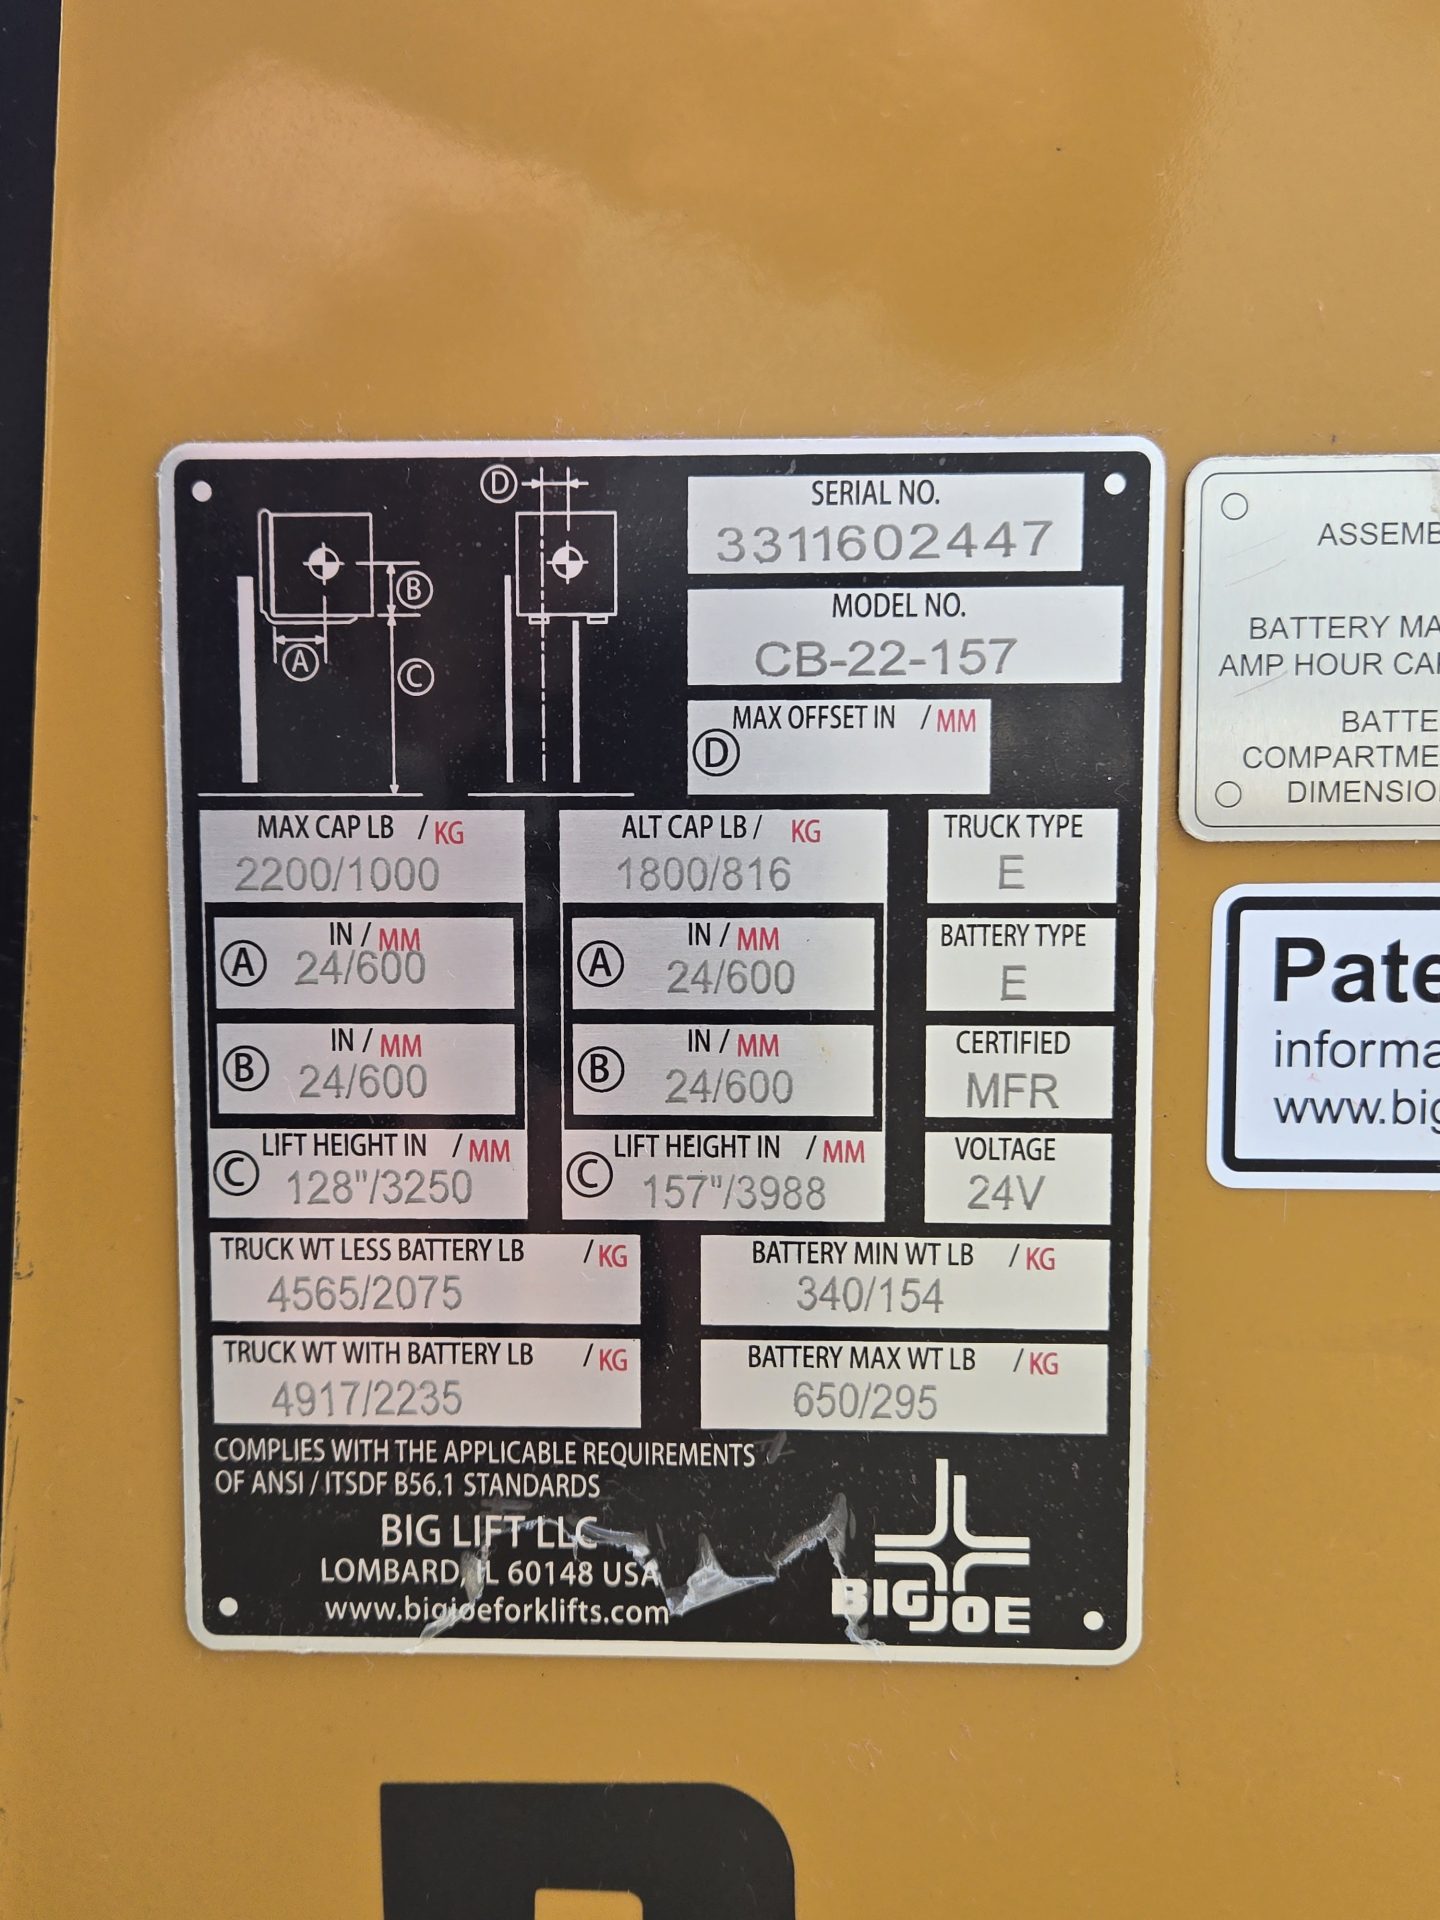 D
B
A
C
SERIAL NO.
3311602447
MODEL NO.
CB-22-157
MAX OFFSET IN / MM
D
MAX CAP LB / KG
2200/1000
A IN / MM
24/600
B IN / MM
24/600
C LIFT HEIGHT IN / MM
128"/3250
ALT CAP LB / KG
1800/816
A IN / MM
24/600
B IN / MM
24/600
C LIFT HEIGHT IN / MM
157"/3988
TRUCK TYPE
E
BATTERY TYPE
E
CERTIFIED
MFR
VOLTAGE
24V
TRUCK WT LESS BATTERY LB / KG
4565/2075
BATTERY MIN WT LB / KG
340/154
TRUCK WT WITH BATTERY LB / KG
4917/2235
BATTERY MAX WT LB / KG
650/295
COMPLIES WITH THE APPLICABLE REQUIREMENTS
OF ANSI / ITSDF B56.1 STANDARDS
BIG LIFT LLC
LOMBARD, IL 60148 USA
www.bigjoeforklifts.com
BIG JOE
ASSEMB
BATTERY MA
AMP HOUR CA
BATTE
COMPARTME
DIMENSIO
Pate
informa
www.big